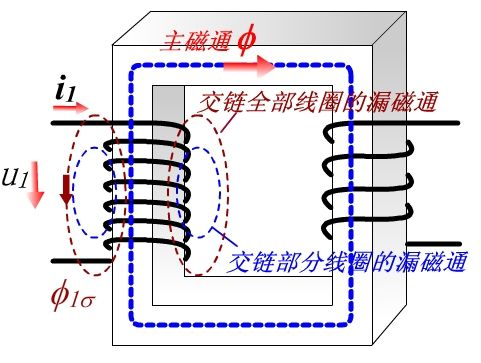 主磁通 ϕ
i1
交链全部线圈的漏磁通
u1
交链部分线圈的漏磁通
ϕ1σ